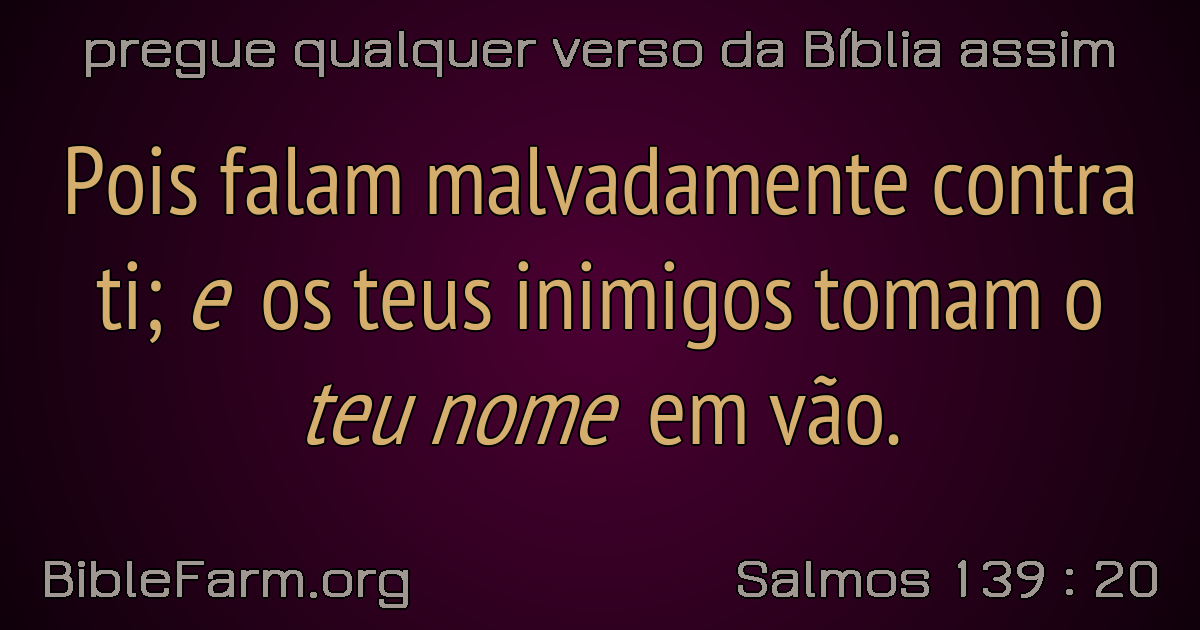 pregue qualquer verso da Bíblia assim
Pois falam malvadamente contra
ti; e os teus inimigos tomam o
teu nome em vão.
BibleFarm.org
Salmos 139 : 20